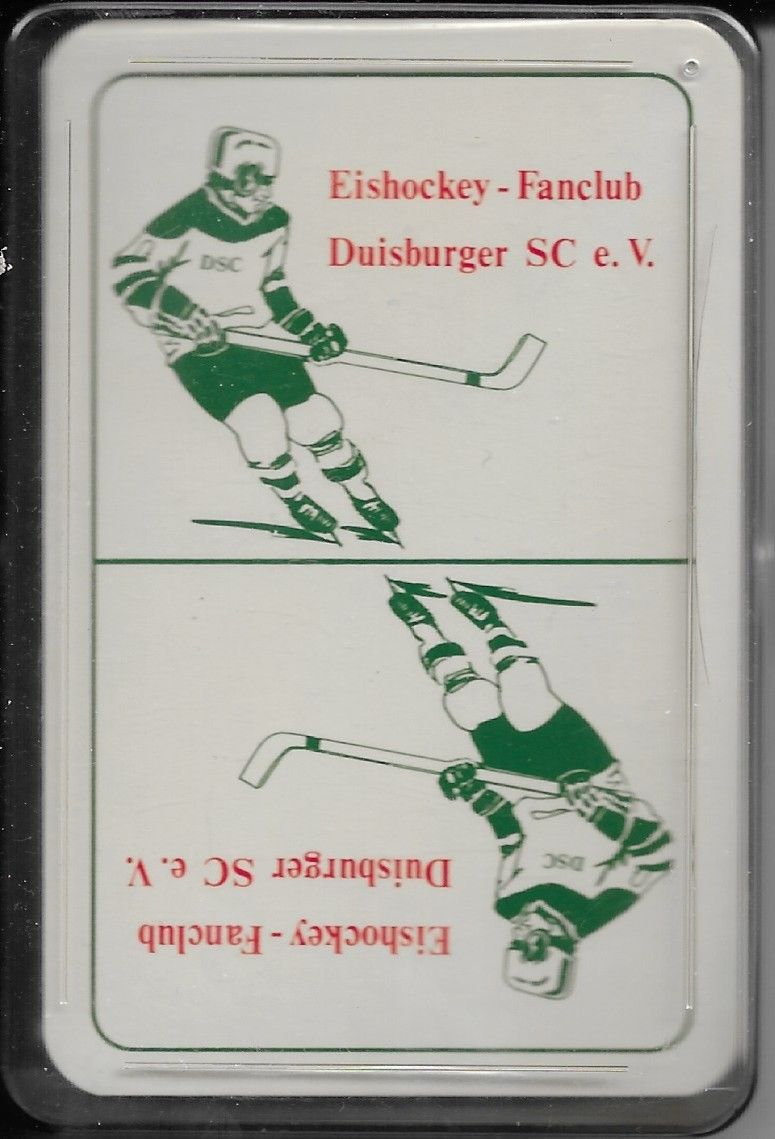 Eishockey - Fanclub
Duisburger SC e. V.
DSC
DSC
Duisburger SC e. V.
Eishockey - Fanclub